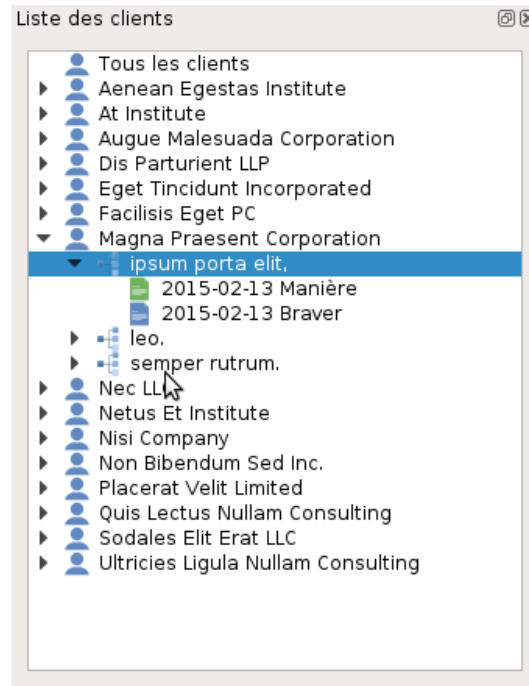 Liste des clients
Tous les clients
Aenean Egestas Institute
At Institute
Augue Malesuada Corporation
Dis Parturient LLP
Eget Tincidunt Incorporated
Facilisis Eget PC
Magna Praesent Corporation
ipsum porta elit,
2015-02-13 Manière
2015-02-13 Braver
leo.
semper rutrum.
Nec
Netus Et Institute
Nisi Company
Non Bibendum Sed Inc.
Placerat Velit Limited
Quis Lectus Nullam Consulting
Sodales Elit Erat LLC
Ultricies Ligula Nullam Consulting